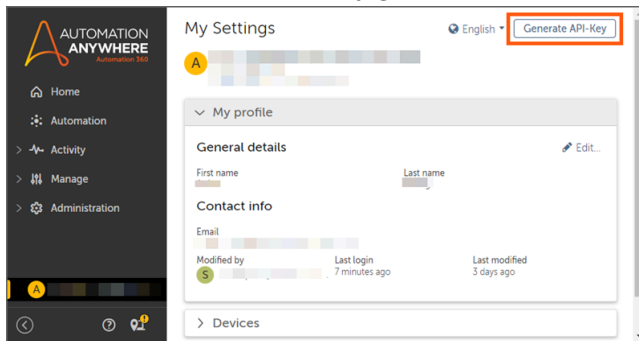 AUTOMATION
ANYWHERE
Automation 360
Home
Automation
Activity
Manage
Administration
A
My Settings
English
Generate API-Key
A
My profile
General details
Edit...
First name
Last name
Contact info
Email
Modified by
Last login
Last modified
S
7 minutes ago
3 days ago
Devices